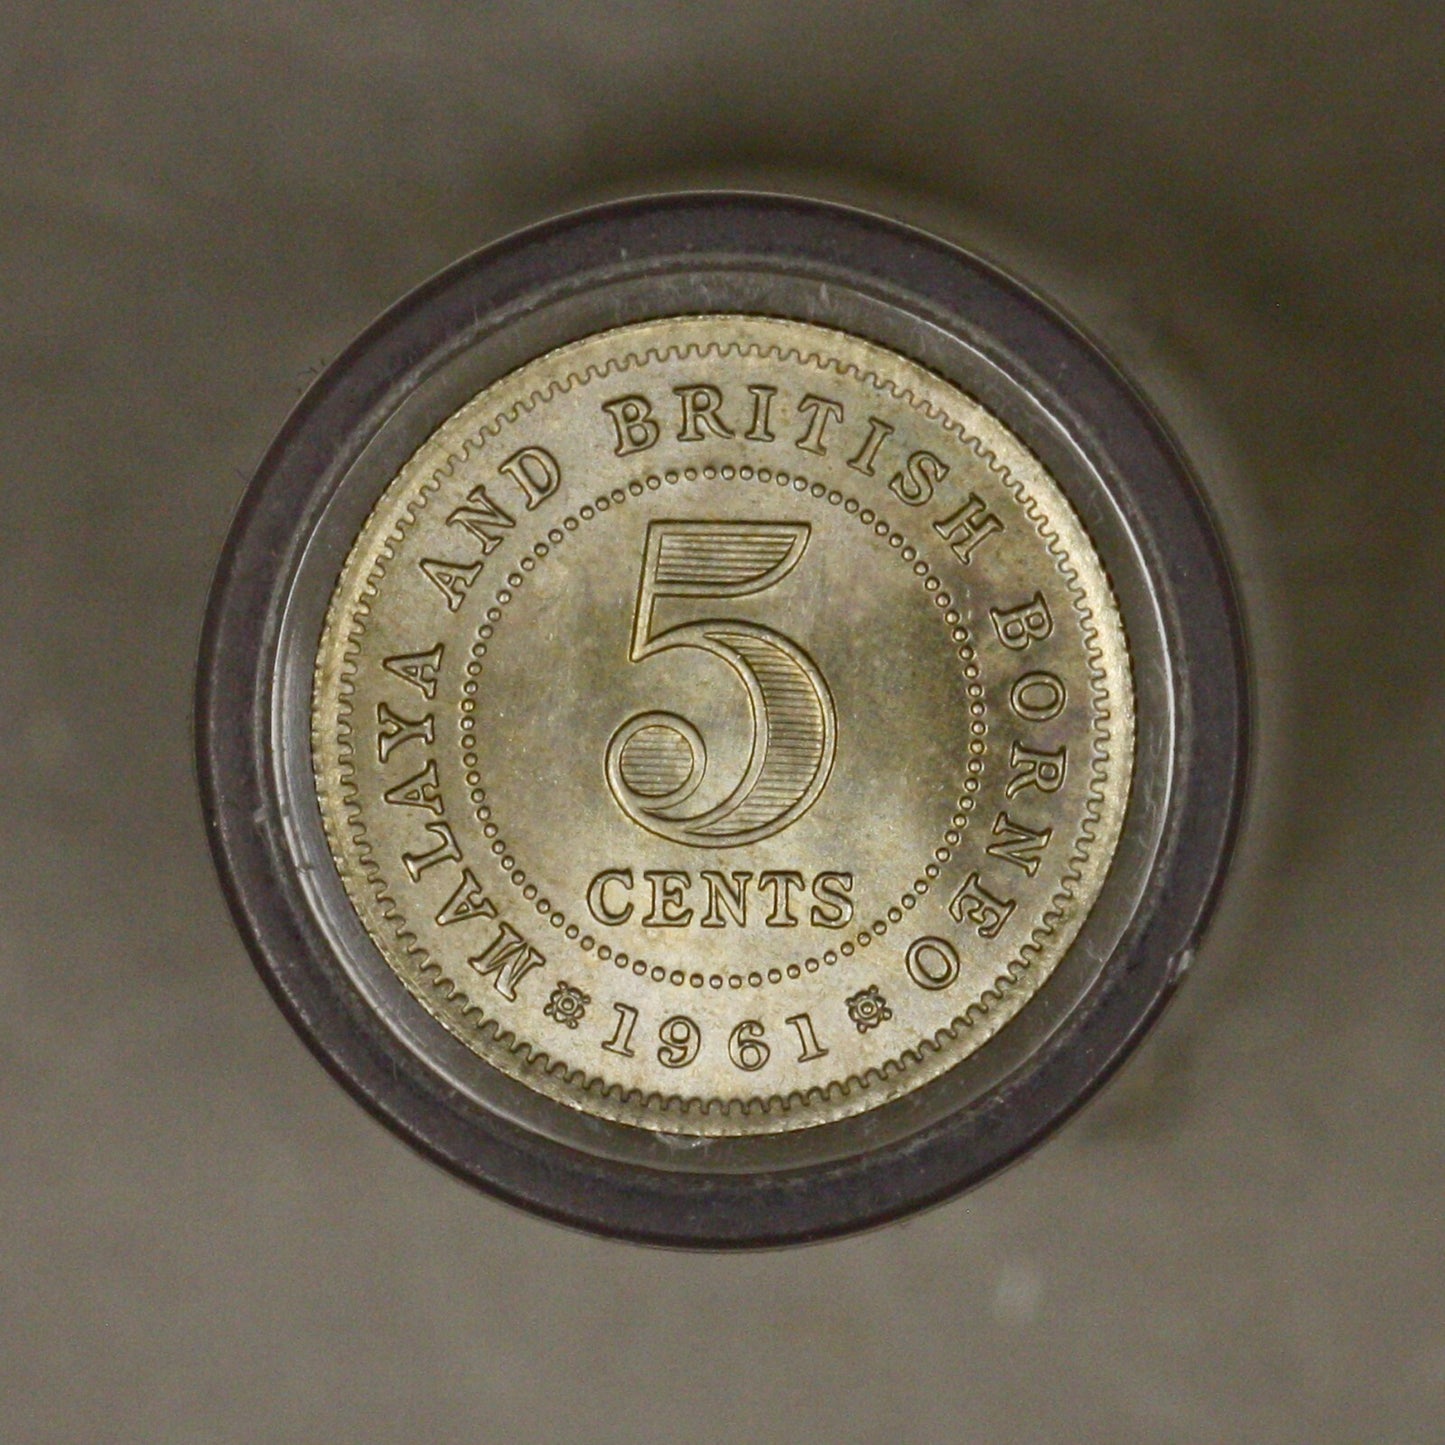 MALAYA AND BRITISH BORNEO
5
CENTS
1961